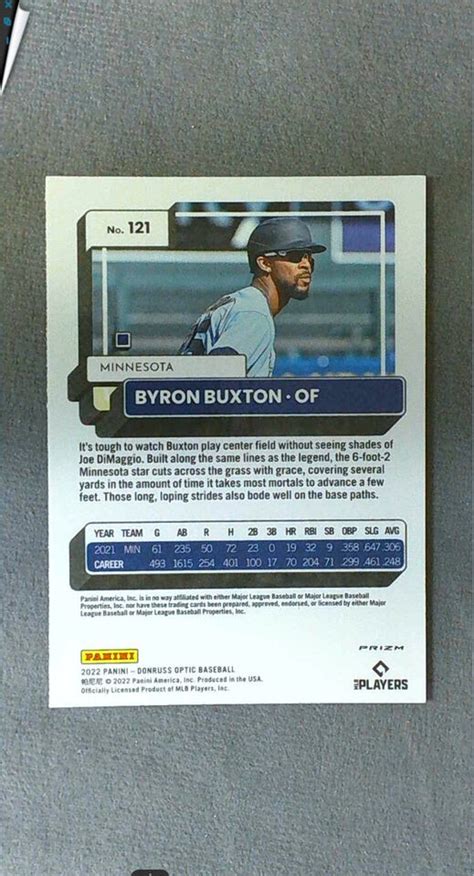 No. 121
MINNESOTA
BYRON BUXTON · OF
It's tough to watch Buxton play center field without seeing shades of
Joe DiMaggio. Built along the same lines as the legend, the 6-foot-2
Minnesota star cuts across the grass with grace, covering several
yards in the amount of time it takes most mortals to advance a few
feet. Those long, loping strides also bode well on the base paths.
YEAR TEAM G AB R H 2B 3B HR RBI SB OBP SLG AVG
2021 MIN 61 235 50 72 23 0 19 32 9 .358 .647 .306
CAREER 493 1615 254 401 100 17 70 204 71 .299 .461 .248
Panini America, Inc. is in no way affiliated with either Major League Baseball or Major League Baseball
Properties, Inc. nor have these trading cards been prepared, approved, endorsed, or licensed by either Major
League Baseball or Major League Baseball Properties, Inc.
PANINI
PRIZM
2022 PANINI – DONRUSS OPTIC BASEBALL
帕尼尼 © 2022 Panini America, Inc. Produced in the USA.
Officially Licensed Product of MLB Players, Inc.
MLB PLAYERS